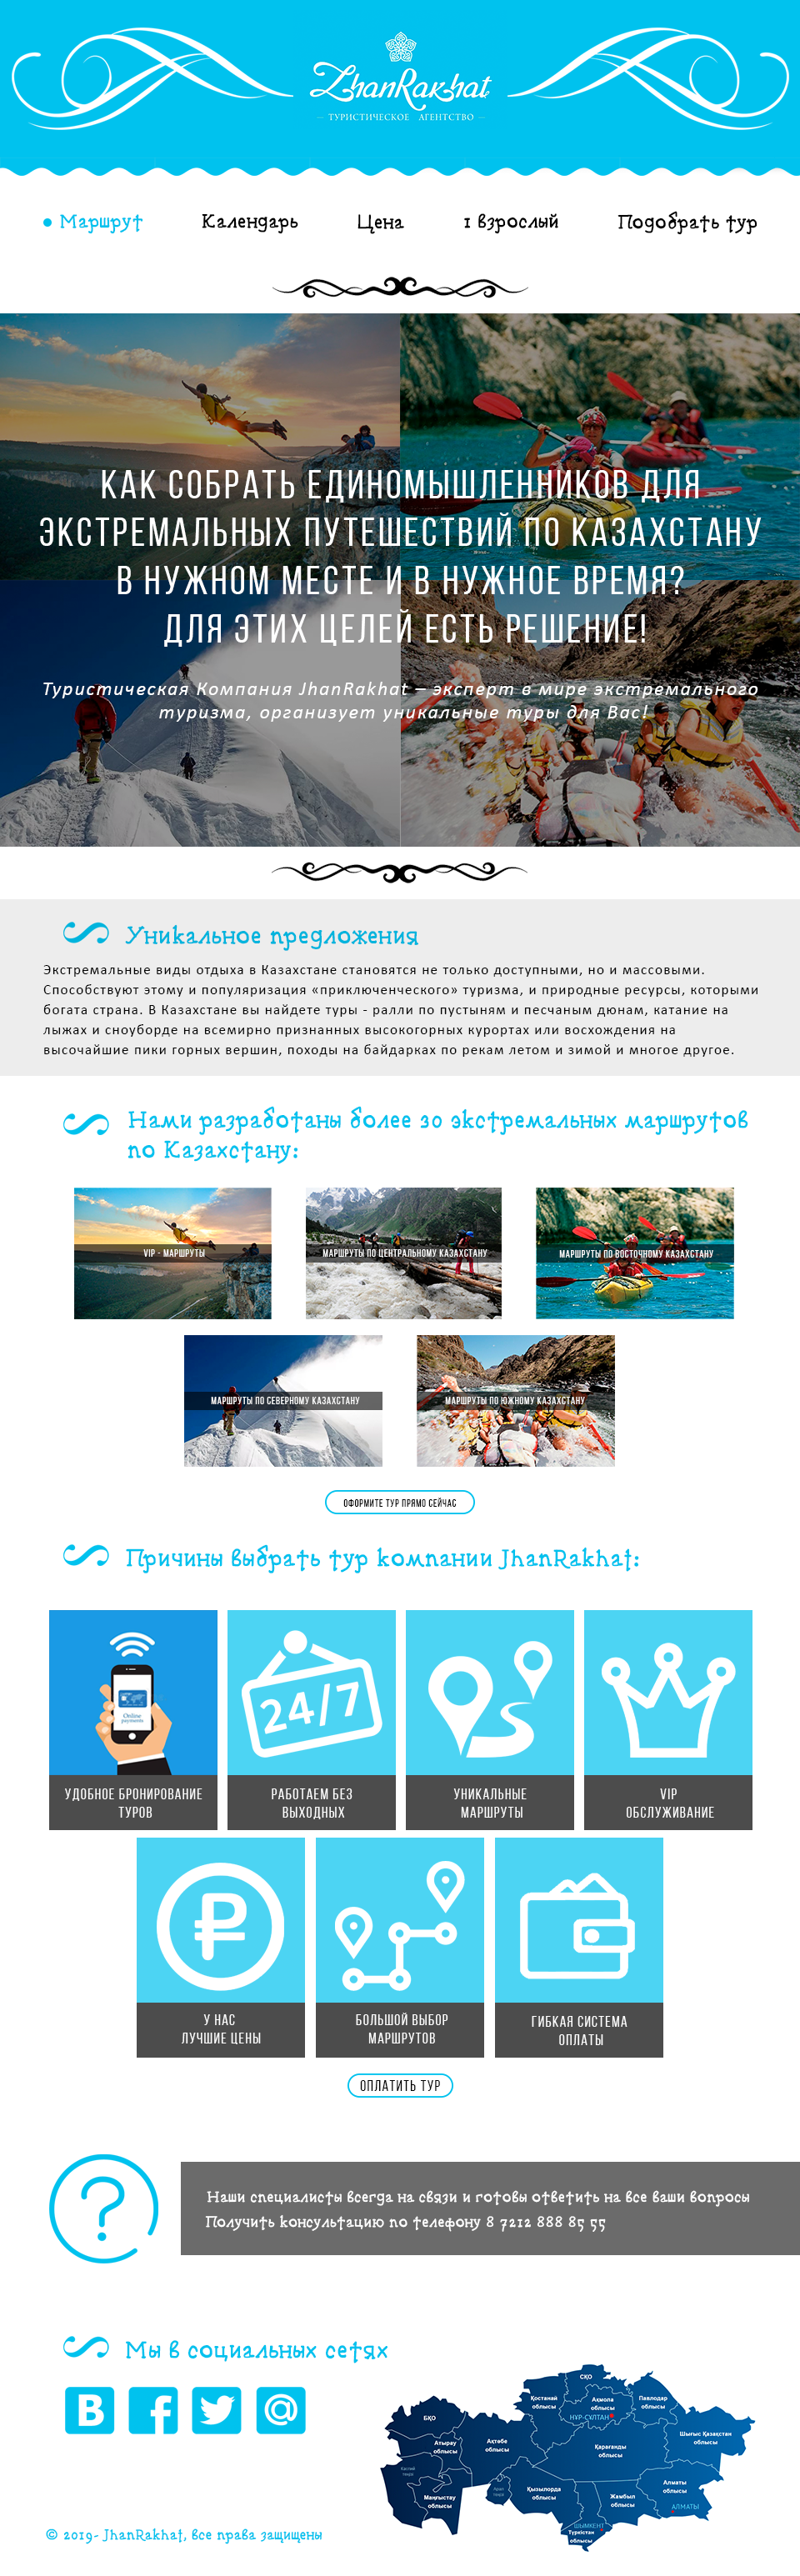 ZhanRakhat
ТУРИСТИЧЕСКОЕ АГЕНТСТВО
• Маршрут
Календарь
Цена
1 взрослый
Подобрать тур
КАК СОБРАТЬ ЕДИНОМЫШЛЕННИКОВ ДЛЯ
ЭКСТРЕМАЛЬНЫХ ПУТЕШЕСТВИЙ ПО КАЗАХСТАНУ
В НУЖНОМ МЕСТЕ И В НУЖНОЕ ВРЕМЯ?
ДЛЯ ЭТИХ ЦЕЛЕЙ ЕСТЬ РЕШЕНИЕ!
Туристическая Компания JhanRakhat – эксперт в мире экстремального
туризма, организует уникальные туры для Вас!
Уникальное предложения
Экстремальные виды отдыха в Казахстане становятся не только доступными, но и массовыми.
Способствуют этому и популяризация «приключенческого» туризма, и природные ресурсы, которыми
богата страна. В Казахстане вы найдете туры - ралли по пустыням и песчаным дюнам, катание на
лыжах и сноуборде на всемирно признанных высокогорных курортах или восхождения на
высочайшие пики горных вершин, походы на байдарках по рекам летом и зимой и многое другое.
Нами разработаны более 20 экстремальных маршрутов
по Казахстану:
VIP - МАРШРУТЫ
МАРШРУТЫ ПО ЦЕНТРАЛЬНОМУ КАЗАХСТАНУ
МАРШРУТЫ ПО ВОСТОЧНОМУ КАЗАХСТАНУ
МАРШРУТЫ ПО СЕВЕРНОМУ КАЗАХСТАНУ
МАРШРУТЫ ПО ЮЖНОМУ КАЗАХСТАНУ
ОФОРМИТЕ ТУР ПРЯМО СЕЙЧАС
Причины выбрать тур компании JhanRakhat:
Online
payments
24/7
УДОБНОЕ БРОНИРОВАНИЕ
ТУРОВ
РАБОТАЕМ БЕЗ
ВЫХОДНЫХ
УНИКАЛЬНЫЕ
МАРШРУТЫ
VIP
ОБСЛУЖИВАНИЕ
₽
У НАС
ЛУЧШИЕ ЦЕНЫ
БОЛЬШОЙ ВЫБОР
МАРШРУТОВ
ГИБКАЯ СИСТЕМА
ОПЛАТЫ
ОПЛАТИТЬ ТУР
?
Наши специалисты всегда на связи и готовы ответить на все ваши вопросы
Получить консультацию по телефону 8 7212 888 85 55
Мы в социальных сетях
В
f
@
СҚО
Қостанай
облысы
Ақмола
облысы
Павлодар
облысы
НҰР-СҰЛТАН
БҚО
Шығыс Қазақстан
облысы
Атырау
облысы
Ақтөбе
облысы
Қарағанды
облысы
Маңғыстау
облысы
Қызылорда
облысы
Жамбыл
облысы
Алматы
облысы
АЛМАТЫ
ШЫМКЕНТ
Түркістан
облысы
© 2019- JhanRakhat, все права защищены